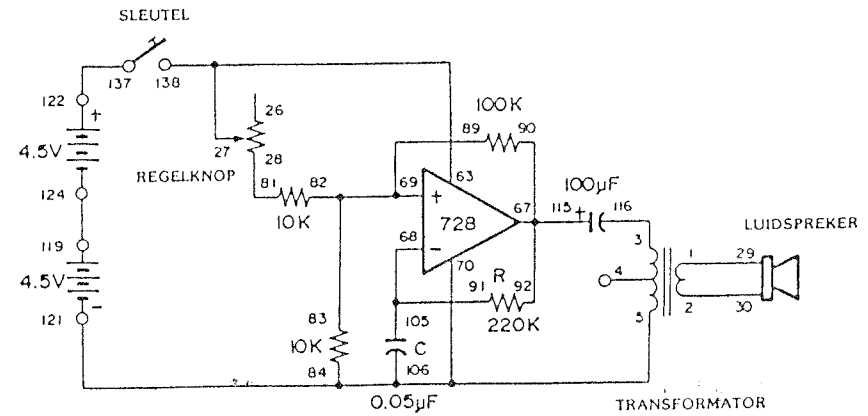 SLEUTEL
137
138
122
+
4.5V
124
119
4.5V
-
121
26
27
28
REGELKNOP
81
82
10K
83
10K
84
100K
89
90
69
+
63
728
67
68
-
70
R
91
92
220K
105
C
106
0.05µF
100µF
115
+
116
3
4
5
1
2
29
30
LUIDSPREKER
TRANSFORMATOR